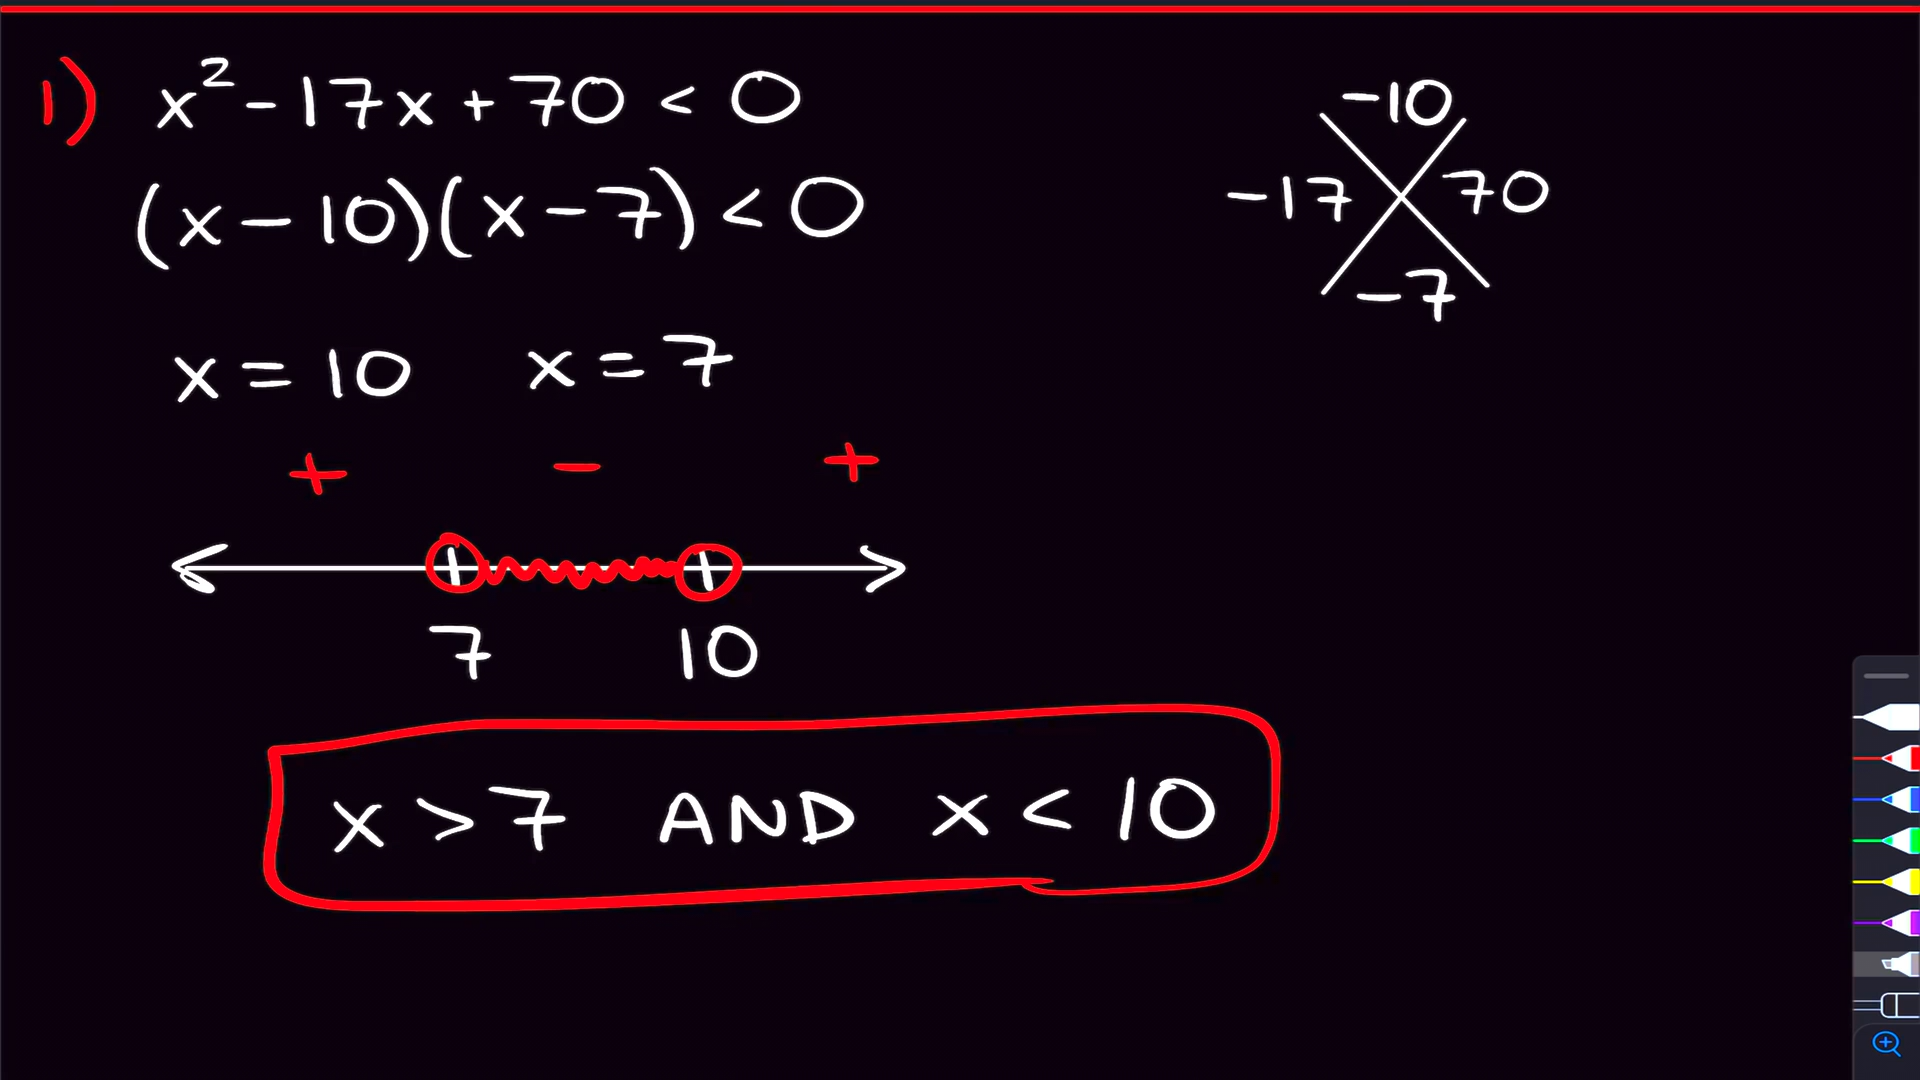 1) x² - 17x + 70 < 0
(x - 10)(x - 7) < 0
x = 10 x = 7
+ - +
7 10
x > 7 AND x < 10
-10
-17 70
-7